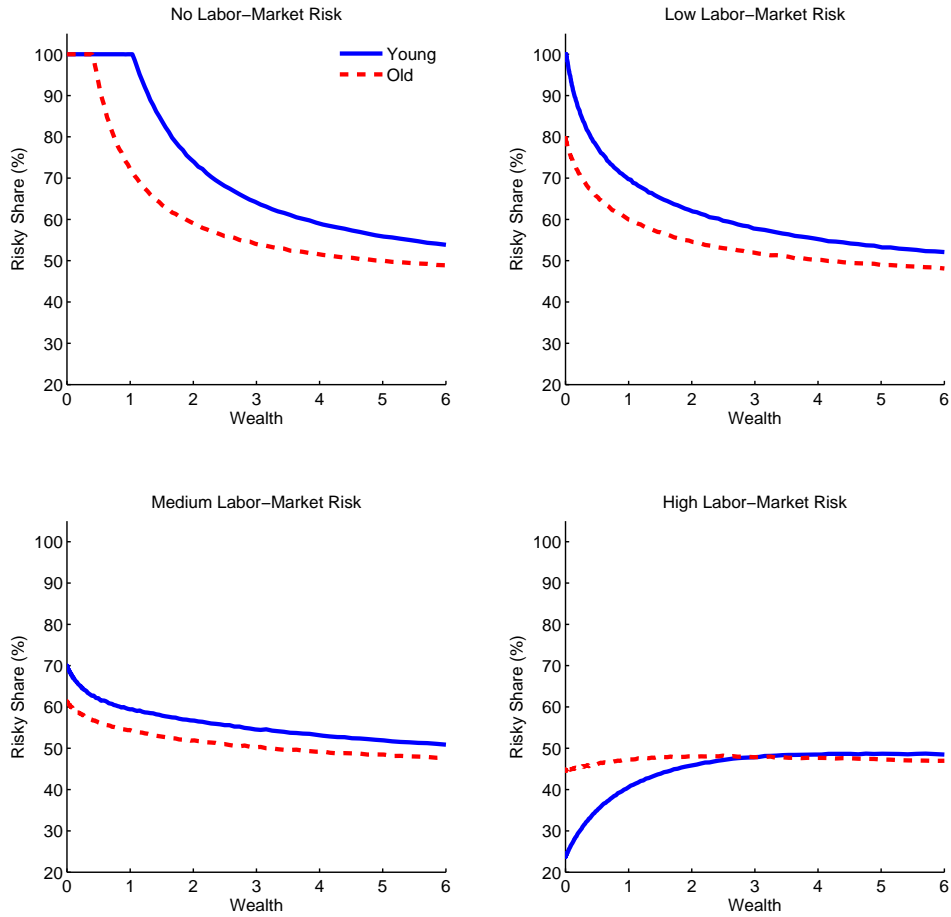 No Labor−Market Risk
Young
Old
Risky Share (%)
100
90
80
70
60
50
40
30
20
0 1 2 3 4 5 6
Wealth
Low Labor−Market Risk
Risky Share (%)
100
90
80
70
60
50
40
30
20
0 1 2 3 4 5 6
Wealth
Medium Labor−Market Risk
Risky Share (%)
100
90
80
70
60
50
40
30
20
0 1 2 3 4 5 6
Wealth
High Labor−Market Risk
Risky Share (%)
100
90
80
70
60
50
40
30
20
0 1 2 3 4 5 6
Wealth